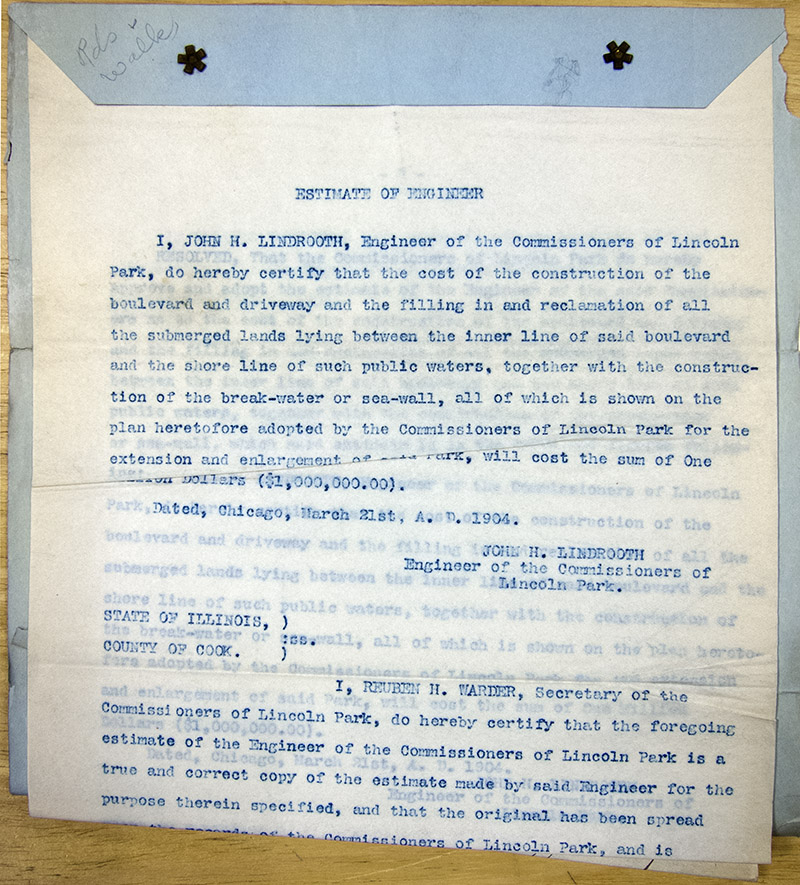 Rds
Walks
ESTIMATE OF ENGINEER
I, JOHN H. LINDROOTH, Engineer of the Commissioners of Lincoln
Park, do hereby certify that the cost of the construction of the
boulevard and driveway and the filling in and reclamation of all
the submerged lands lying between the inner line of said boulevard
and the shore line of such public waters, together with the construc-
tion of the break-water or sea-wall, all of which is shown on the
plan heretofore adopted by the Commissioners of Lincoln Park for the
extension and enlargement of said Park, will cost the sum of One
Million Dollars ($1,000,000.00).
Dated, Chicago, March 21st, A. D. 1904.
JOHN H. LINDROOTH
Engineer of the Commissioners of
Lincoln Park.
STATE OF ILLINOIS, )
:ss.
COUNTY OF COOK. )
I, REUBEN H. WARDER, Secretary of the
Commissioners of Lincoln Park, do hereby certify that the foregoing
estimate of the Engineer of the Commissioners of Lincoln Park is a
true and correct copy of the estimate made by said Engineer for the
purpose therein specified, and that the original has been spread
the records of the Commissioners of Lincoln Park, and is